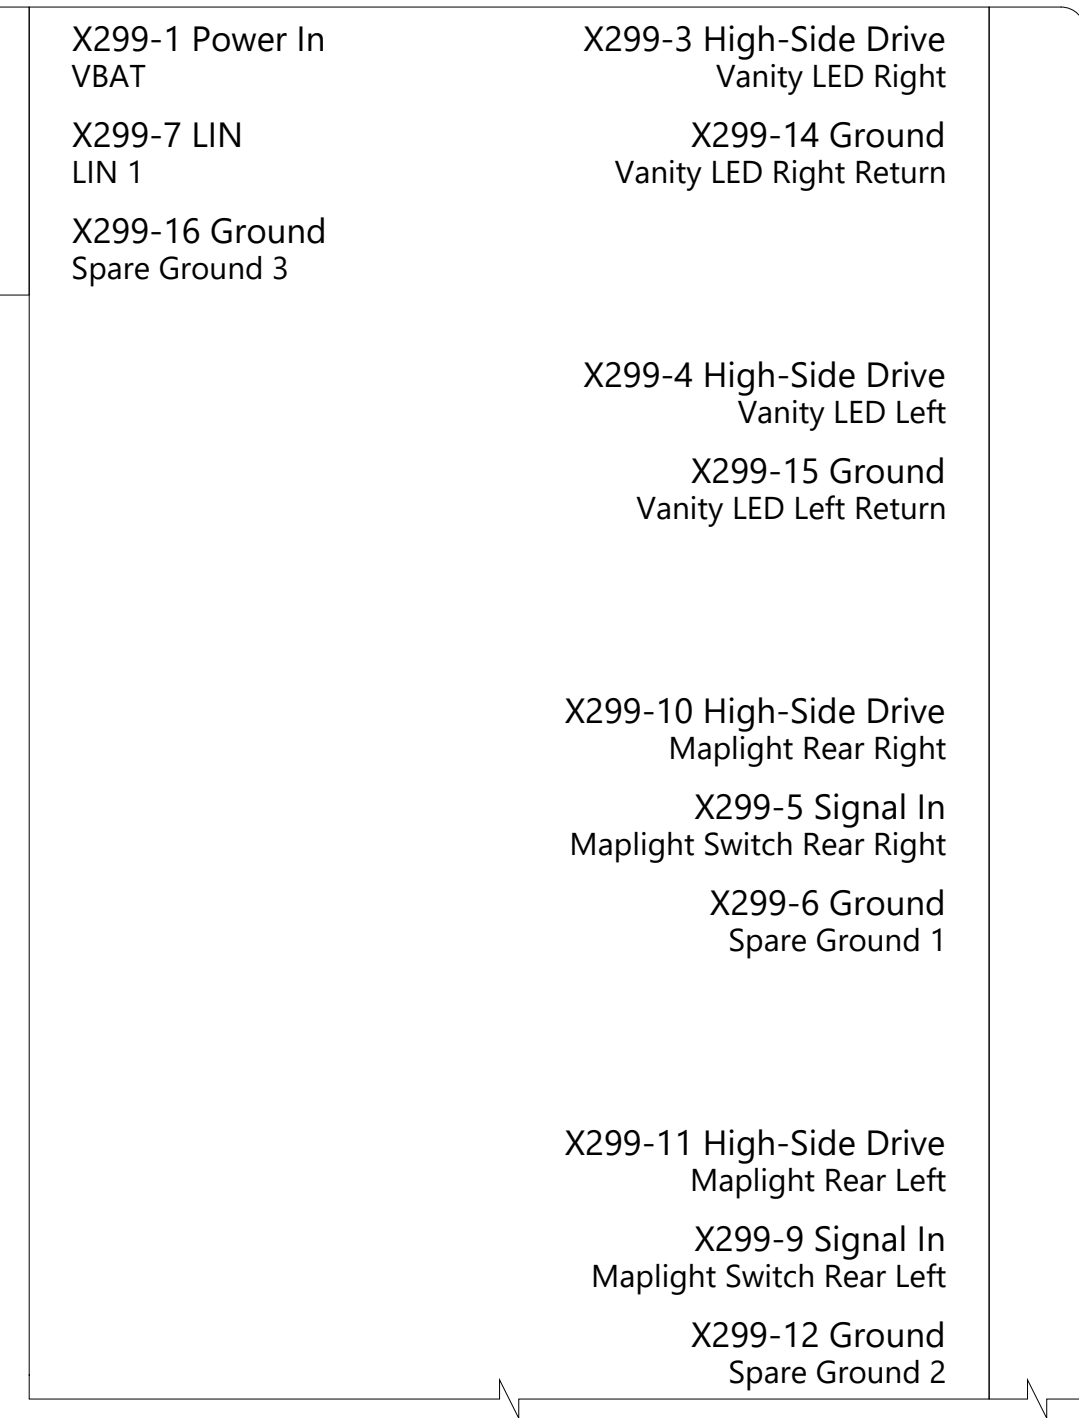 X299-1 Power In
VBAT
X299-7 LIN
LIN 1
X299-16 Ground
Spare Ground 3
X299-3 High-Side Drive
Vanity LED Right
X299-14 Ground
Vanity LED Right Return
X299-4 High-Side Drive
Vanity LED Left
X299-15 Ground
Vanity LED Left Return
X299-10 High-Side Drive
Maplight Rear Right
X299-5 Signal In
Maplight Switch Rear Right
X299-6 Ground
Spare Ground 1
X299-11 High-Side Drive
Maplight Rear Left
X299-9 Signal In
Maplight Switch Rear Left
X299-12 Ground
Spare Ground 2